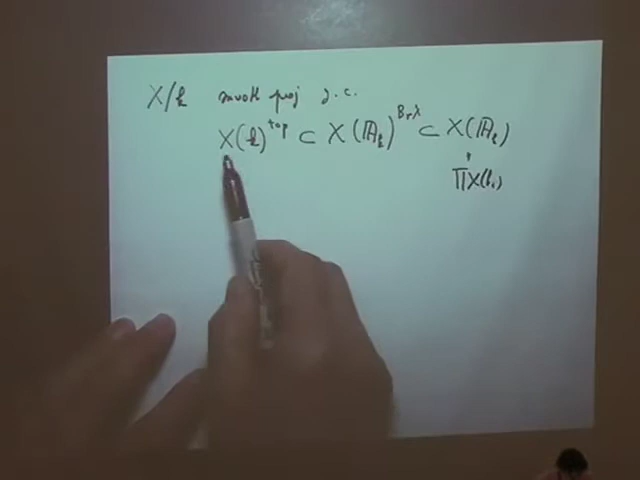 X/k smooth proj g.c.
X(k)^top ⊂ X(𝔸_k)^{Br X} ⊂ X(𝔸_k)
∏X(k_v)